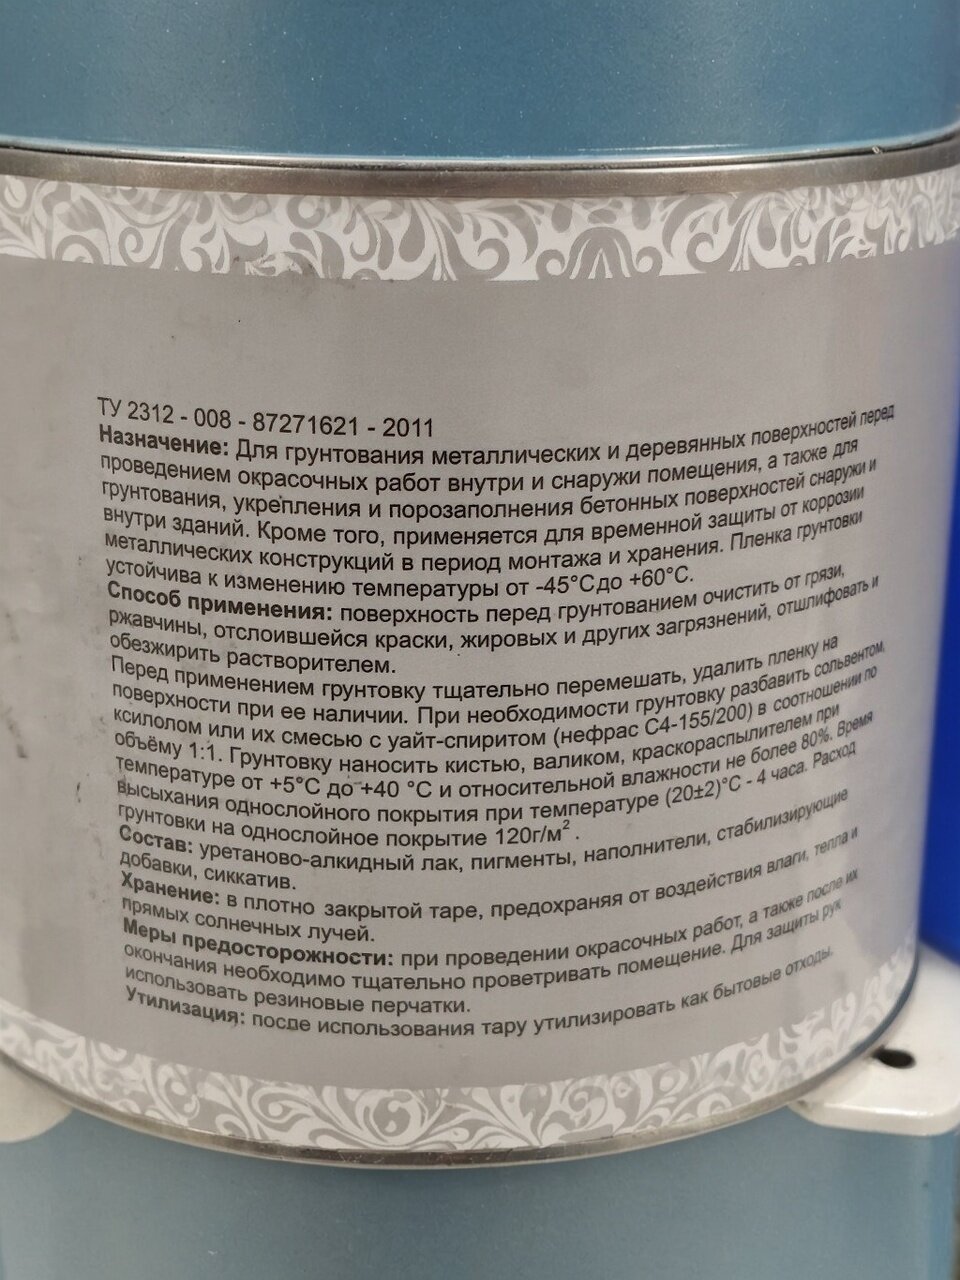 ТУ 2312 - 008 - 87271621 - 2011
Назначение: Для грунтования металлических и деревянных поверхностей перед
проведением окрасочных работ внутри и снаружи помещения, а также для
грунтования, укрепления и порозаполнения бетонных поверхностей снаружи и
внутри зданий. Кроме того, применяется для временной защиты от коррозии
металлических конструкций в период монтажа и хранения. Пленка грунтовки
устойчива к изменению температуры от -45°С до +60°С.
Способ применения: поверхность перед грунтованием очистить от грязи,
ржавчины, отслоившейся краски, жировых и других загрязнений, отшлифовать и
обезжирить растворителем.
Перед применением грунтовку тщательно перемешать, удалить пленку на
поверхности при ее наличии. При необходимости грунтовку разбавить сольвентом,
ксилолом или их смесью с уайт-спиритом (нефрас С4-155/200) в соотношении по
объёму 1:1. Грунтовку наносить кистью, валиком, краскораспылителем при
температуре от +5°С до +40 °С и относительной влажности не более 80%. Время
высыхания однослойного покрытия при температуре (20±2)°С - 4 часа. Расход
грунтовки на однослойное покрытие 120г/м² .
Состав: уретаново-алкидный лак, пигменты, наполнители, стабилизирующие
добавки, сиккатив.
Хранение: в плотно закрытой таре, предохраняя от воздействия влаги, тепла и
прямых солнечных лучей.
Меры предосторожности: при проведении окрасочных работ, а также после их
окончания необходимо тщательно проветривать помещение. Для защиты рук
использовать резиновые перчатки.
Утилизация: после использования тару утилизировать как бытовые отходы.